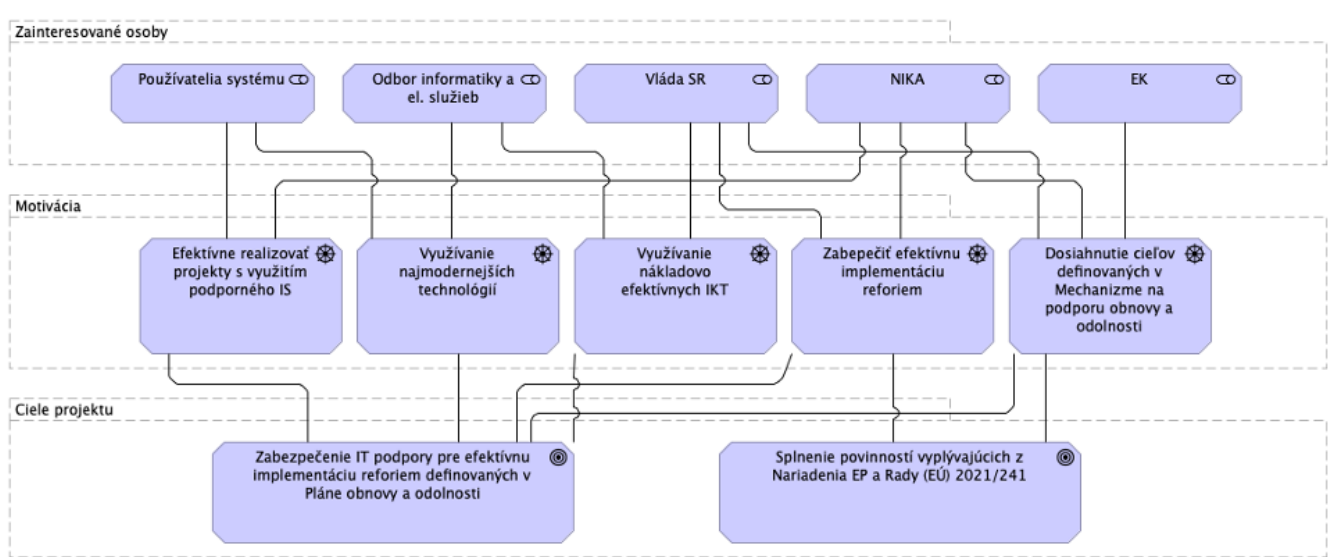 Zainteresované osoby
Používatelia systému
Odbor informatiky a
el. služieb
Vláda SR
NIKA
EK
Motivácia
Efektívne realizovať
projekty s využitím
podporného IS
Využívanie
najmodernejších
technológií
Využívanie
nákladovo
efektívnych IKT
Zabepečiť efektívnu
implementáciu
reforiem
Dosiahnutie cieľov
definovaných v
Mechanizme na
podporu obnovy a
odolnosti
Ciele projektu
Zabezpečenie IT podpory pre efektívnu
implementáciu reforiem definovaných v
Pláne obnovy a odolnosti
Splnenie povinností vyplývajúcich z
Nariadenia EP a Rady (EÚ) 2021/241